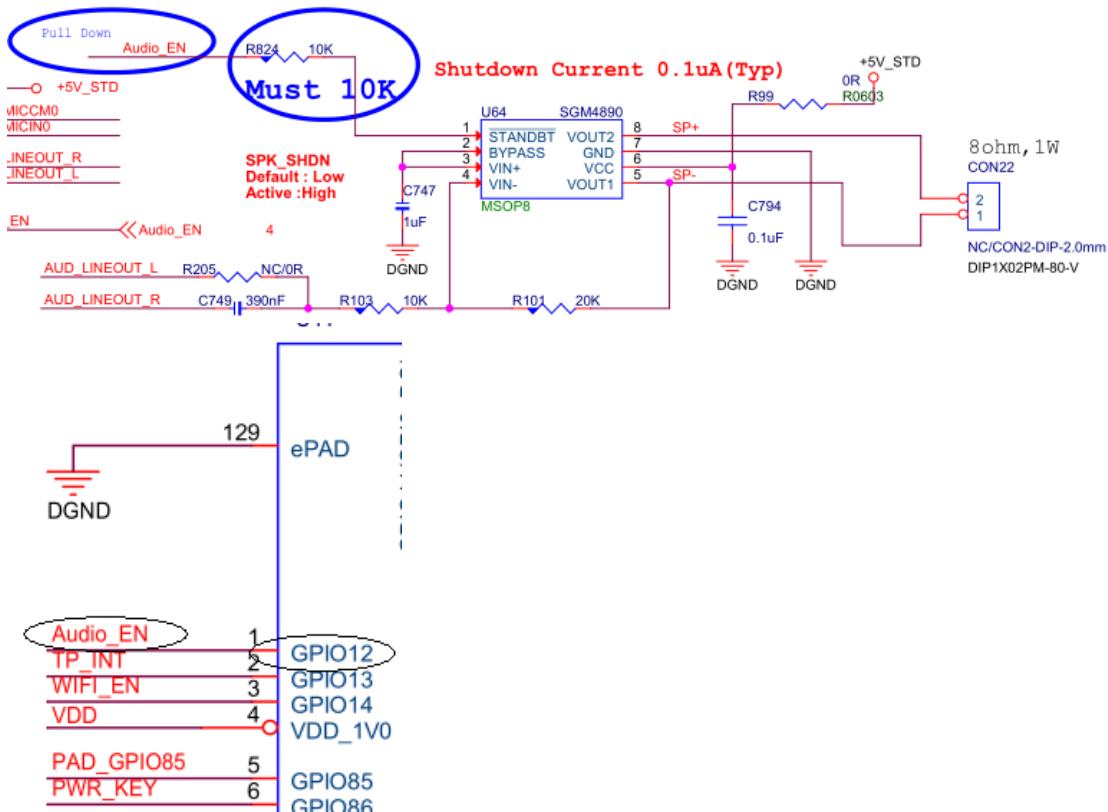 Pull Down
Audio_EN
R824 10K
Must 10K
Shutdown Current 0.1uA(Typ)
+5V_STD
0R
R99
R0603
+5V_STD
MICCM0
MICIN0
LINEOUT_R
LINEOUT_L
SPK_SHDN
Default : Low
Active :High
EN
Audio_EN
4
U64 SGM4890
1 STANDBT VOUT2 8 SP+
2 BYPASS GND 7
3 VIN+ VCC 6
4 VIN- VOUT1 5 SP-
MSOP8
C747
1uF
DGND
C794
0.1uF
DGND
DGND
8ohm,1W
CON22
2
1
NC/CON2-DIP-2.0mm
DIP1X02PM-80-V
AUD_LINEOUT_L R205 NC/0R
AUD_LINEOUT_R C749 390nF R103 10K R101 20K
129 ePAD
DGND
Audio_EN 1 GPIO12
TP_INT 2 GPIO13
WIFI_EN 3 GPIO14
VDD 4 VDD_1V0
PAD_GPIO85 5 GPIO85
PWR_KEY 6 GPIO86